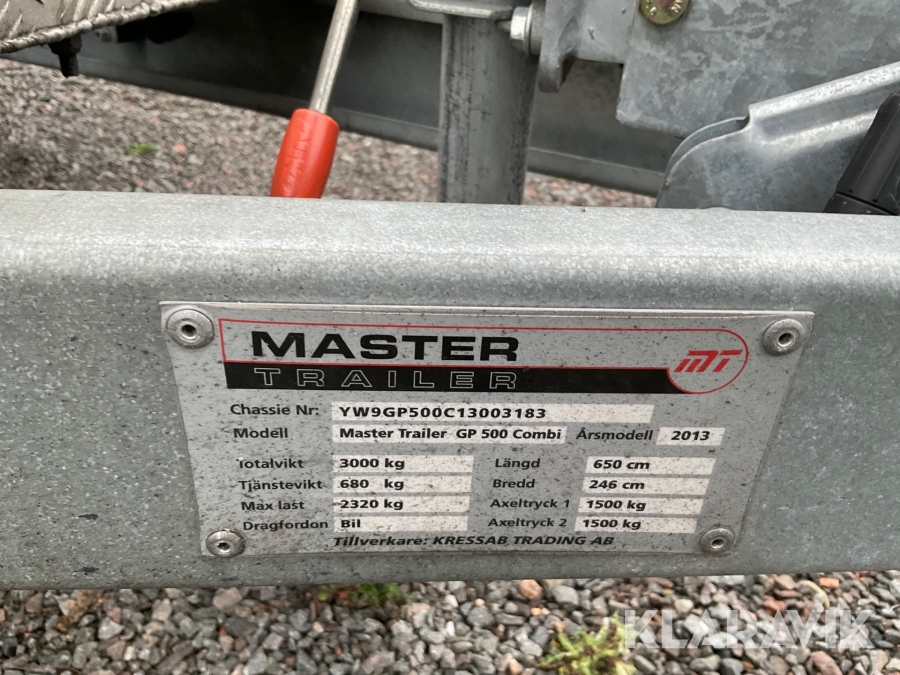 MASTER
TRAILER
MT
Chassie Nr: YW9GP500C13003183
Modell Master Trailer GP 500 Combi Årsmodell 2013
Totalvikt 3000 kg Längd 650 cm
Tjänstevikt 680 kg Bredd 246 cm
Max last 2320 kg Axeltryck 1 1500 kg
Dragfordon Bil Axeltryck 2 1500 kg
Tillverkare: KRESSAB TRADING AB
KLARAVIK